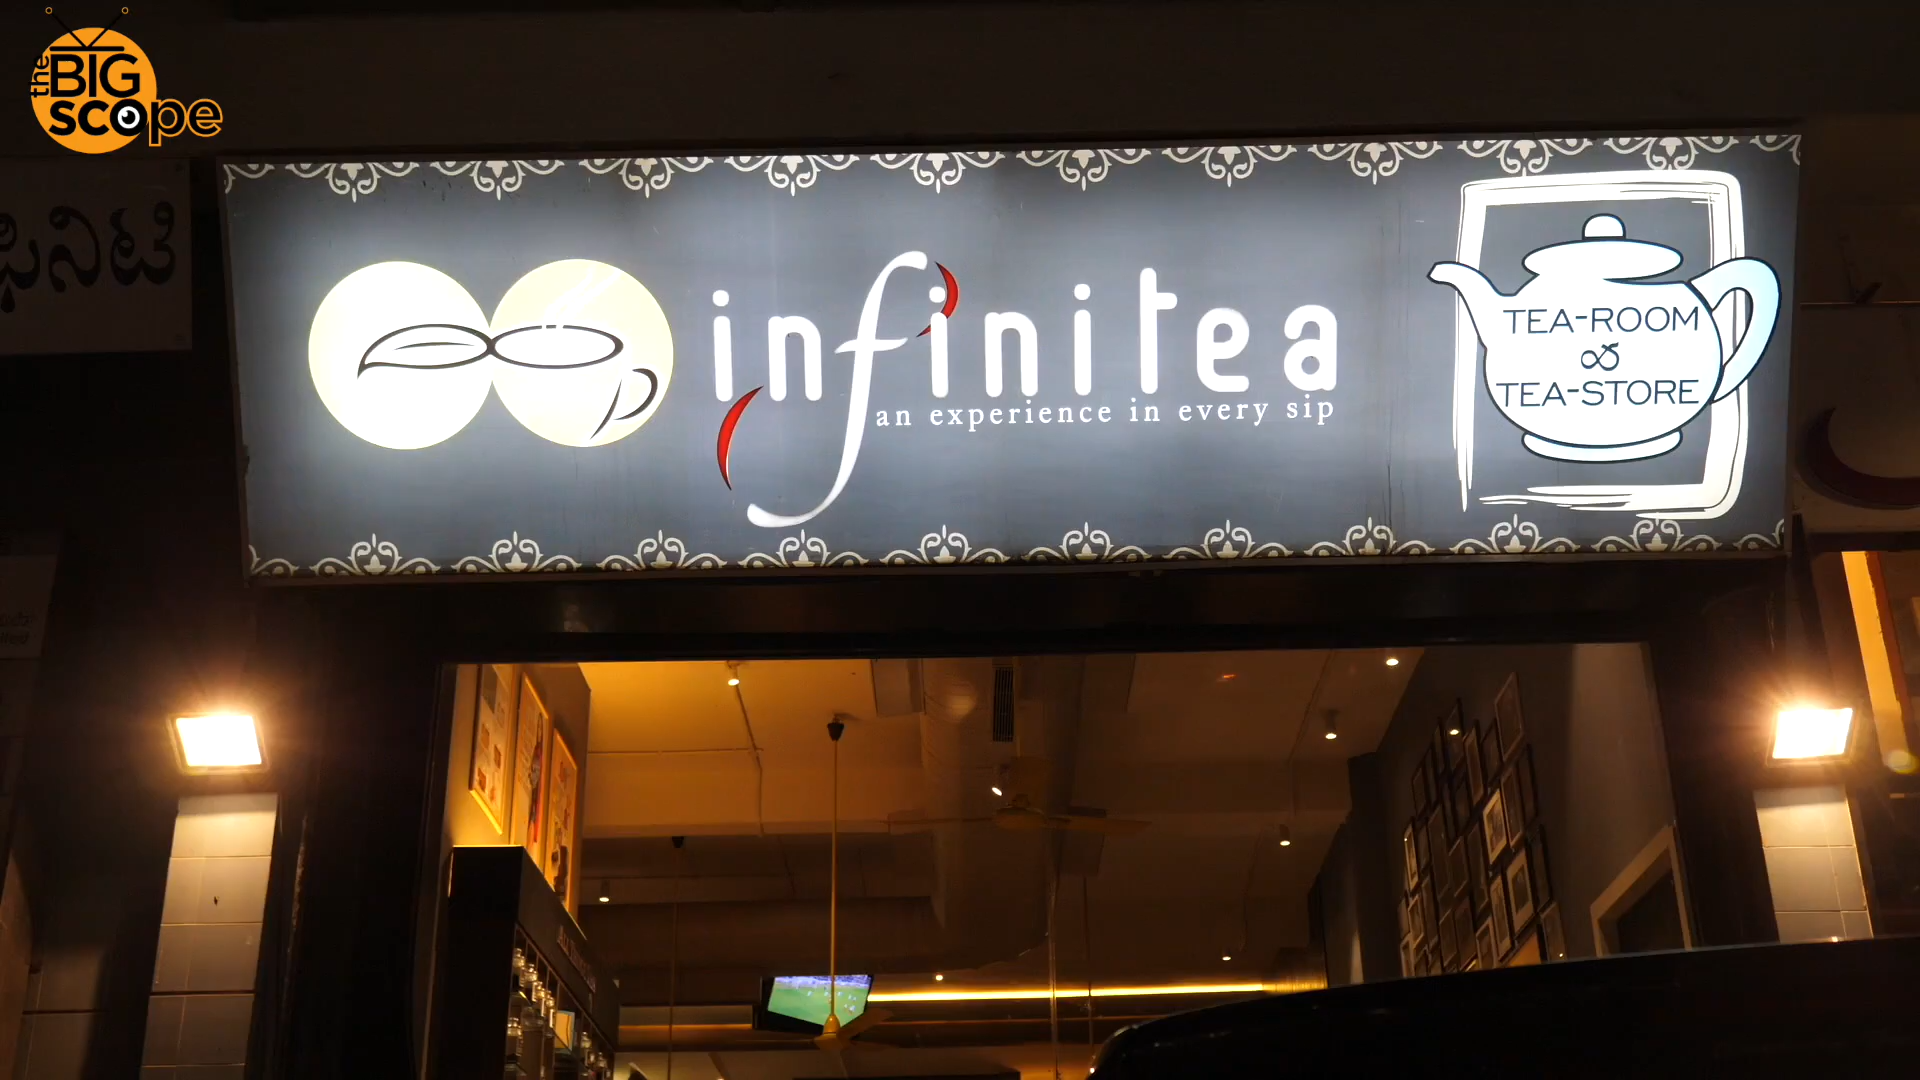 the
BIG
scope
ಫಿನಿಟಿ
infinitea
an experience in every sip
TEA-ROOM
&
TEA-STORE